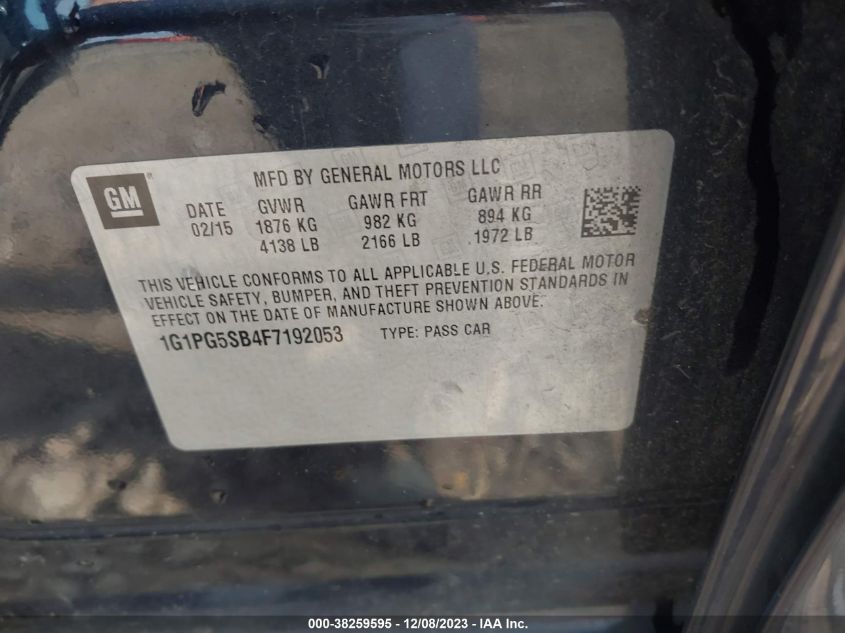 GM
MFD BY GENERAL MOTORS LLC
DATE GVWR GAWR FRT GAWR RR
02/15 1876 KG 982 KG 894 KG
4138 LB 2166 LB 1972 LB
THIS VEHICLE CONFORMS TO ALL APPLICABLE U.S. FEDERAL MOTOR
VEHICLE SAFETY, BUMPER, AND THEFT PREVENTION STANDARDS IN
EFFECT ON THE DATE OF MANUFACTURE SHOWN ABOVE.
1G1PG5SB4F7192053 TYPE: PASS CAR
000-38259595 - 12/08/2023 - IAA Inc.